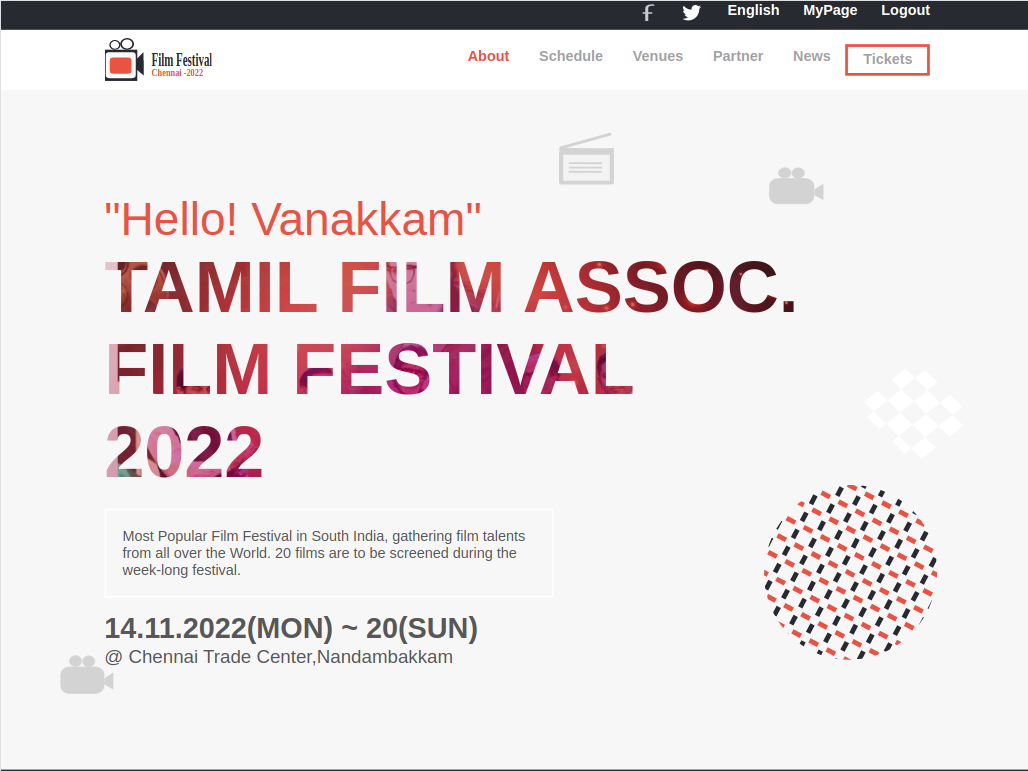 English MyPage Logout
Film Festival
Chennai -2022
About Schedule Venues Partner News Tickets
"Hello! Vanakkam"
TAMIL FILM ASSOC.
FILM FESTIVAL
2022
Most Popular Film Festival in South India, gathering film talents
from all over the World. 20 films are to be screened during the
week-long festival.
14.11.2022(MON) ~ 20(SUN)
@ Chennai Trade Center,Nandambakkam